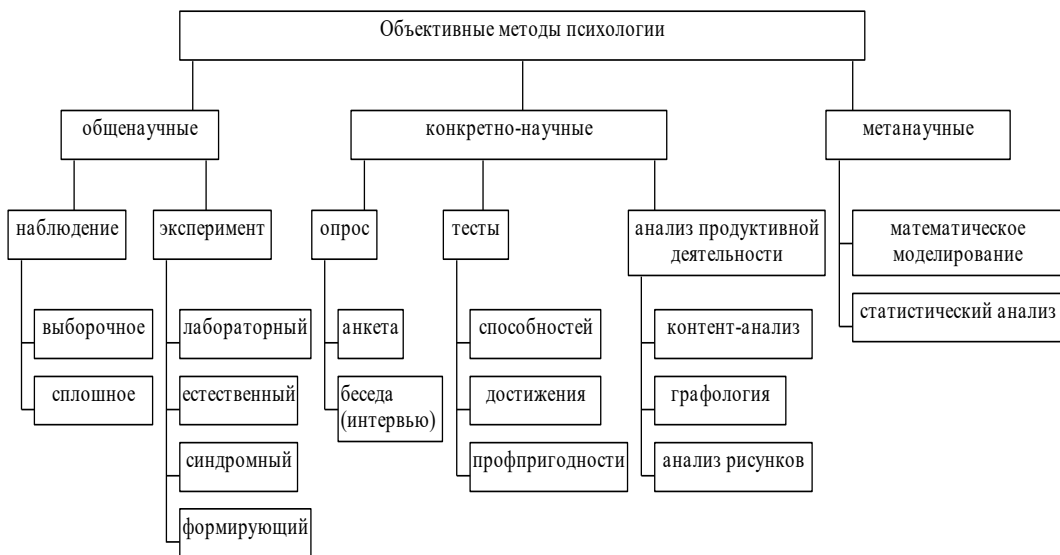 Объективные методы психологии
общенаучные
конкретно-научные
метанаучные
наблюдение
эксперимент
опрос
тесты
анализ продуктивной
деятельности
математическое
моделирование
выборочное
лабораторный
анкета
способностей
контент-анализ
статистический анализ
сплошное
естественный
беседа
(интервью)
достижения
графология
синдромный
профпригодности
анализ рисунков
формирующий